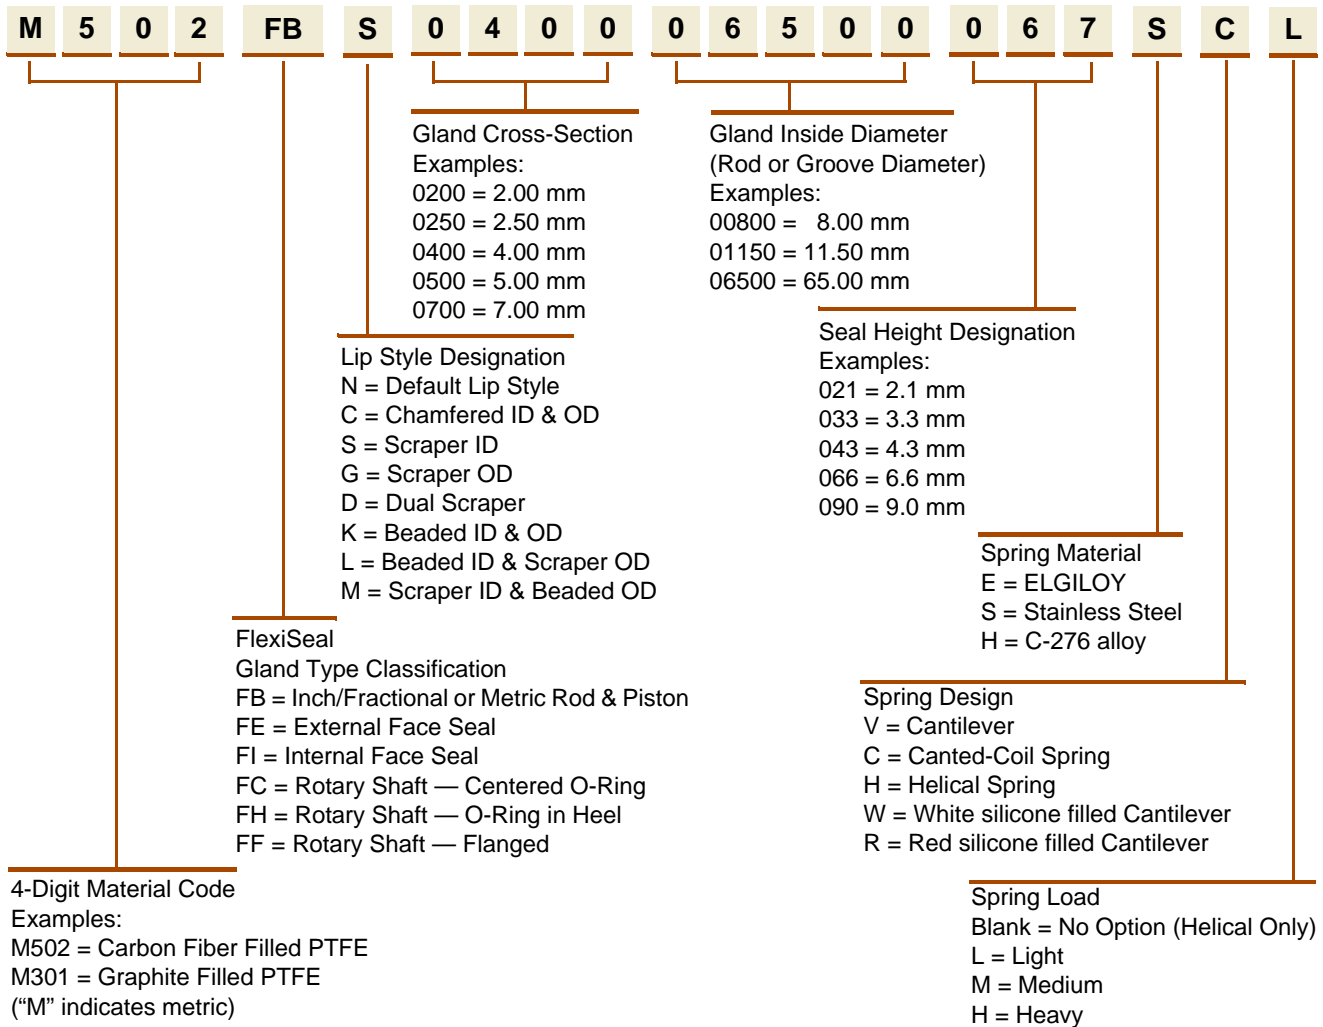 M 5 0 2 FB S 0 4 0 0 0 6 5 0 0 0 6 7 S C L
Gland Cross-Section
Examples:
0200 = 2.00 mm
0250 = 2.50 mm
0400 = 4.00 mm
0500 = 5.00 mm
0700 = 7.00 mm
Gland Inside Diameter
(Rod or Groove Diameter)
Examples:
00800 = 8.00 mm
01150 = 11.50 mm
06500 = 65.00 mm
Seal Height Designation
Examples:
021 = 2.1 mm
033 = 3.3 mm
043 = 4.3 mm
066 = 6.6 mm
090 = 9.0 mm
Lip Style Designation
N = Default Lip Style
C = Chamfered ID & OD
S = Scraper ID
G = Scraper OD
D = Dual Scraper
K = Beaded ID & OD
L = Beaded ID & Scraper OD
M = Scraper ID & Beaded OD
Spring Material
E = ELGILOY
S = Stainless Steel
H = C-276 alloy
FlexiSeal
Gland Type Classification
FB = Inch/Fractional or Metric Rod & Piston
FE = External Face Seal
FI = Internal Face Seal
FC = Rotary Shaft — Centered O-Ring
FH = Rotary Shaft — O-Ring in Heel
FF = Rotary Shaft — Flanged
Spring Design
V = Cantilever
C = Canted-Coil Spring
H = Helical Spring
W = White silicone filled Cantilever
R = Red silicone filled Cantilever
4-Digit Material Code
Examples:
M502 = Carbon Fiber Filled PTFE
M301 = Graphite Filled PTFE
(“M” indicates metric)
Spring Load
Blank = No Option (Helical Only)
L = Light
M = Medium
H = Heavy